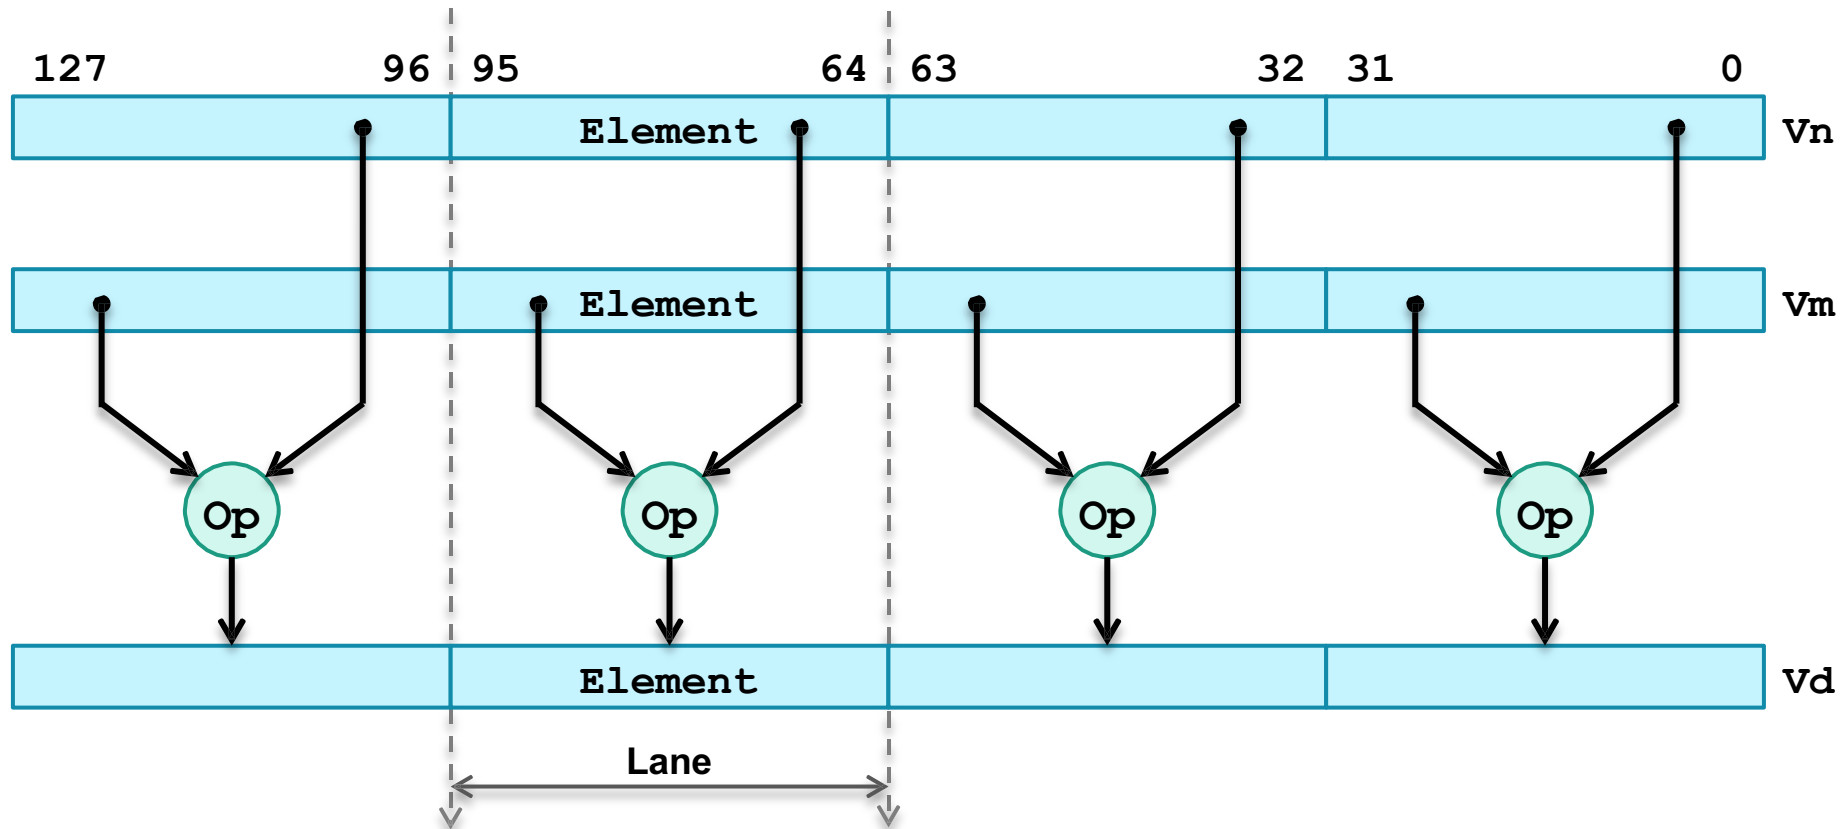 127 96 95 64 63 32 31 0
Element Vn
Element Vm
Op Op Op Op
Element Vd
Lane